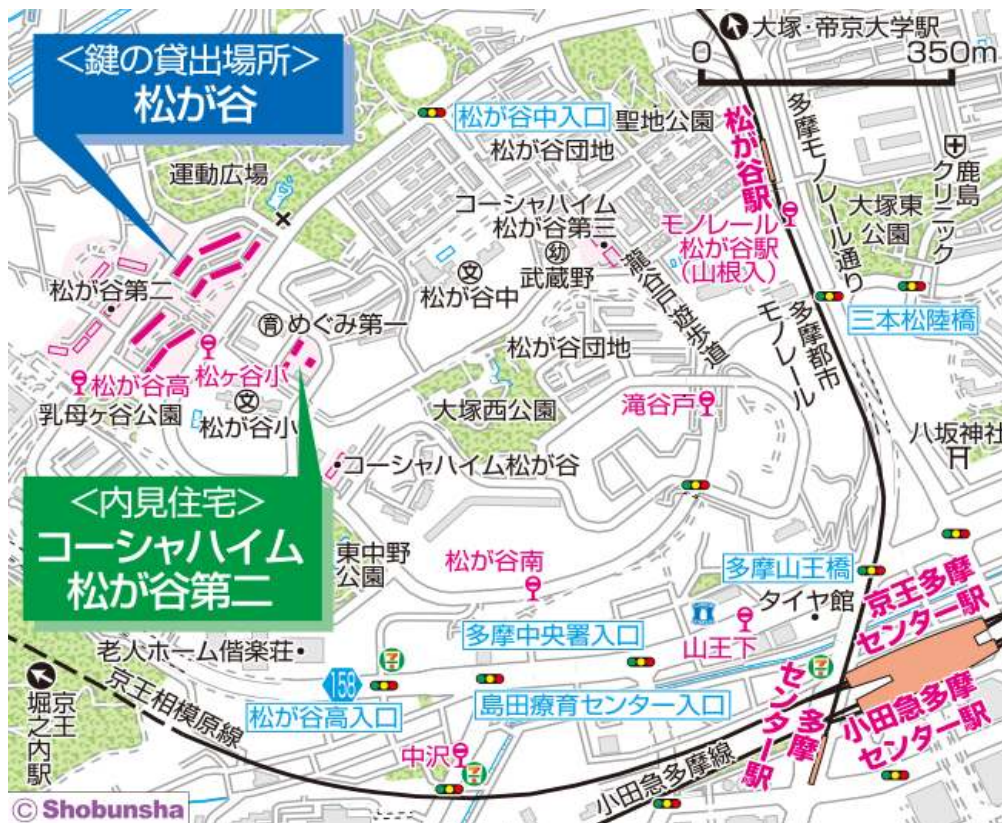 大塚・帝京大学駅
0 350m
<鍵の貸出場所>
松が谷
松が谷中入口
聖地公園
松が谷団地
運動広場
松が谷駅
多摩モノレール通り
鹿島
クリニック
大塚東
公園
コーシャハイム
松が谷第三
モノレール
松が谷駅
(山根入)
幼
武蔵野
文
松が谷中
龍谷戸遊歩道
松が谷第二
三本松陸橋
多摩都市
モノレール
育
めぐみ第一
松が谷団地
松が谷高
松ヶ谷小
乳母ヶ谷公園
文
松が谷小
大塚西公園
滝谷戸
八坂神社
コーシャハイム松が谷
<内見住宅>
コーシャハイム
松が谷第二
東中野
公園
松が谷南
多摩山王橋
タイヤ館
京王多摩
センター駅
多摩中央署入口
山王下
老人ホーム偕楽荘
158
松が谷高入口
島田療育センター入口
多摩
センター駅
小田急多摩
センター駅
京王
堀之内駅
京王相模原線
中沢
小田急多摩線
© Shobunsha